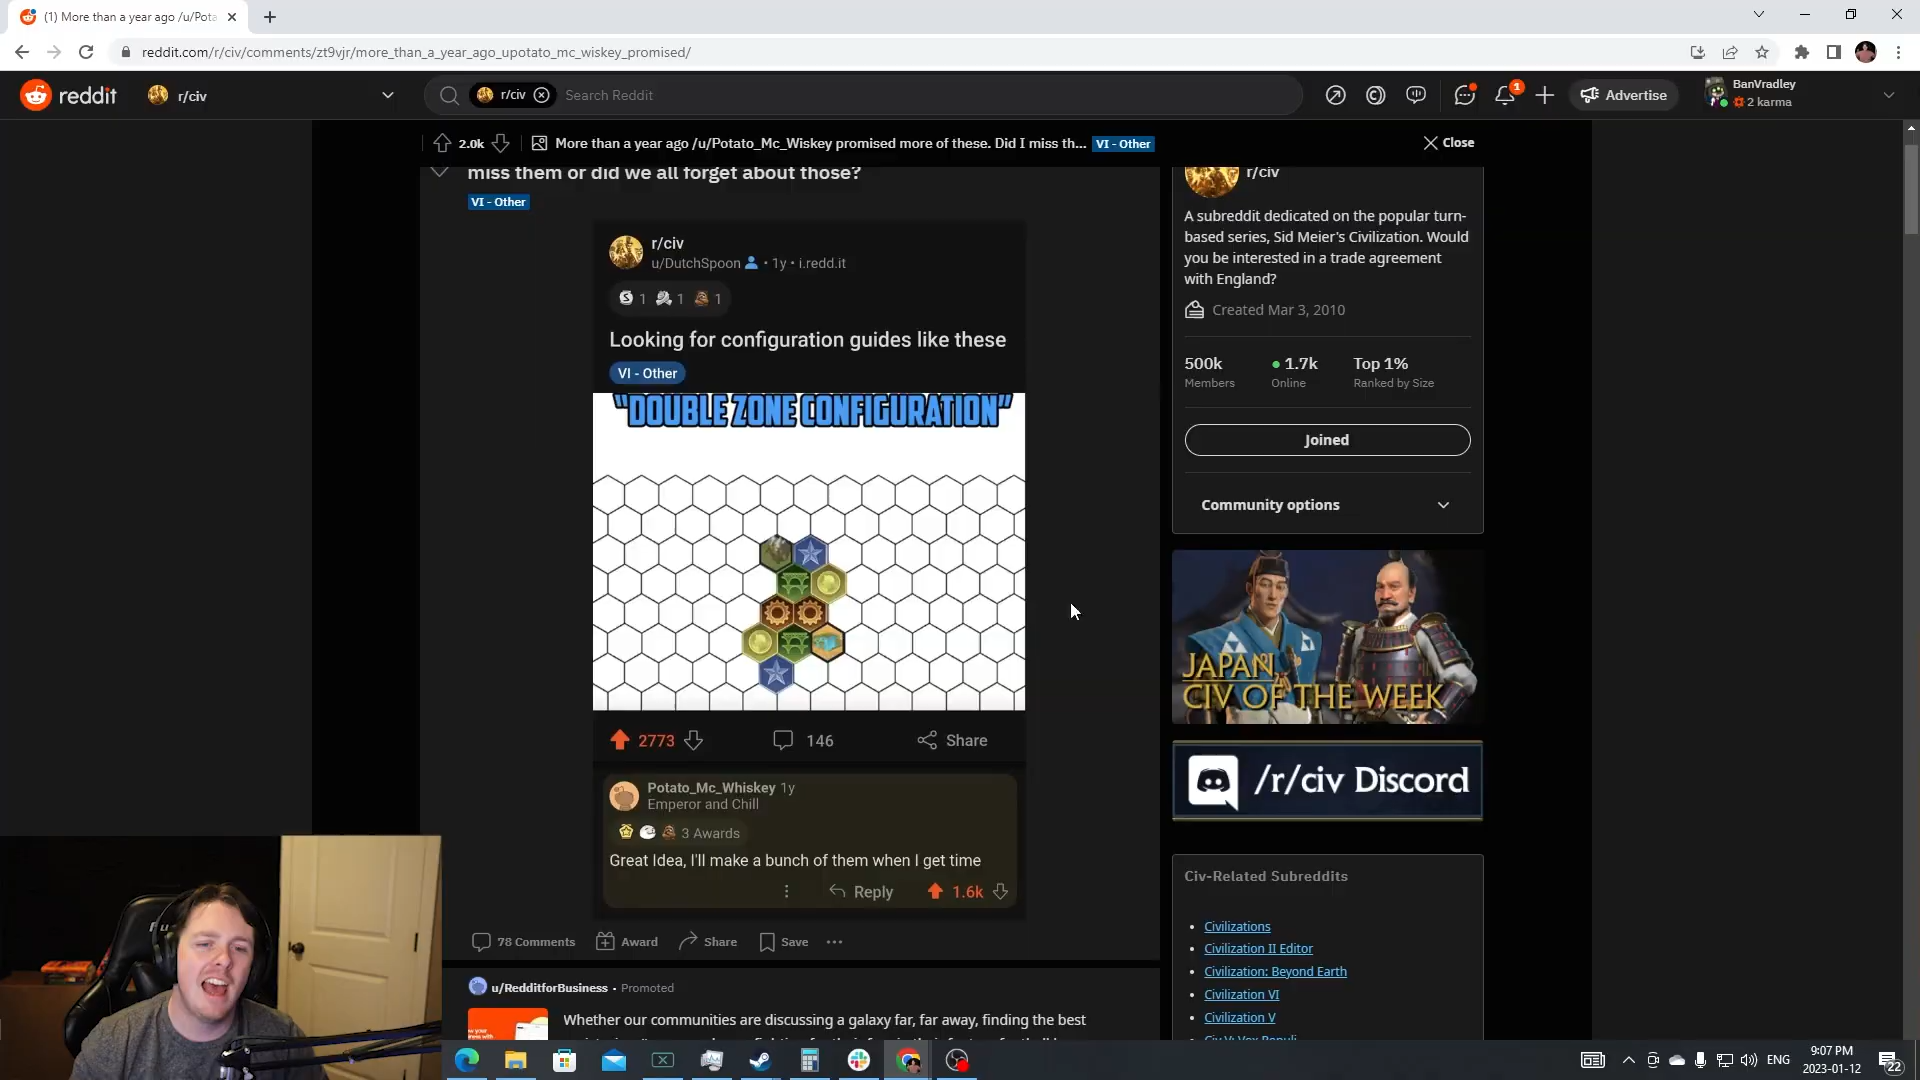 (1) More than a year ago /u/Pota
reddit.com/r/civ/comments/zt9vjr/more_than_a_year_ago_upotato_mc_wiskey_promised/
reddit
r/civ
r/civ
Search Reddit
1
Advertise
BanVradley
2 karma
2.0k
More than a year ago /u/Potato_Mc_Wiskey promised more of these. Did I miss th...
VI - Other
Close
miss them or did we all forget about those?
VI - Other
r/civ
u/DutchSpoon • 1y • i.redd.it
1 1 1
Looking for configuration guides like these
VI - Other
"DOUBLE ZONE CONFIGURATION"
2773
146
Share
Potato_Mc_Whiskey 1y
Emperor and Chill
3 Awards
Great Idea, I'll make a bunch of them when I get time
Reply
1.6k
78 Comments
Award
Share
Save
u/RedditforBusiness • Promoted
Whether our communities are discussing a galaxy far, far away, finding the best
r/civ
A subreddit dedicated on the popular turn-
based series, Sid Meier's Civilization. Would
you be interested in a trade agreement
with England?
Created Mar 3, 2010
500k
1.7k
Top 1%
Members
Online
Ranked by Size
Joined
Community options
JAPAN,
CIV OF THE WEEK
/r/civ Discord
Civ-Related Subreddits
Civilizations
Civilization II Editor
Civilization: Beyond Earth
Civilization VI
Civilization V
ENG
9:07 PM
2023-01-12
22